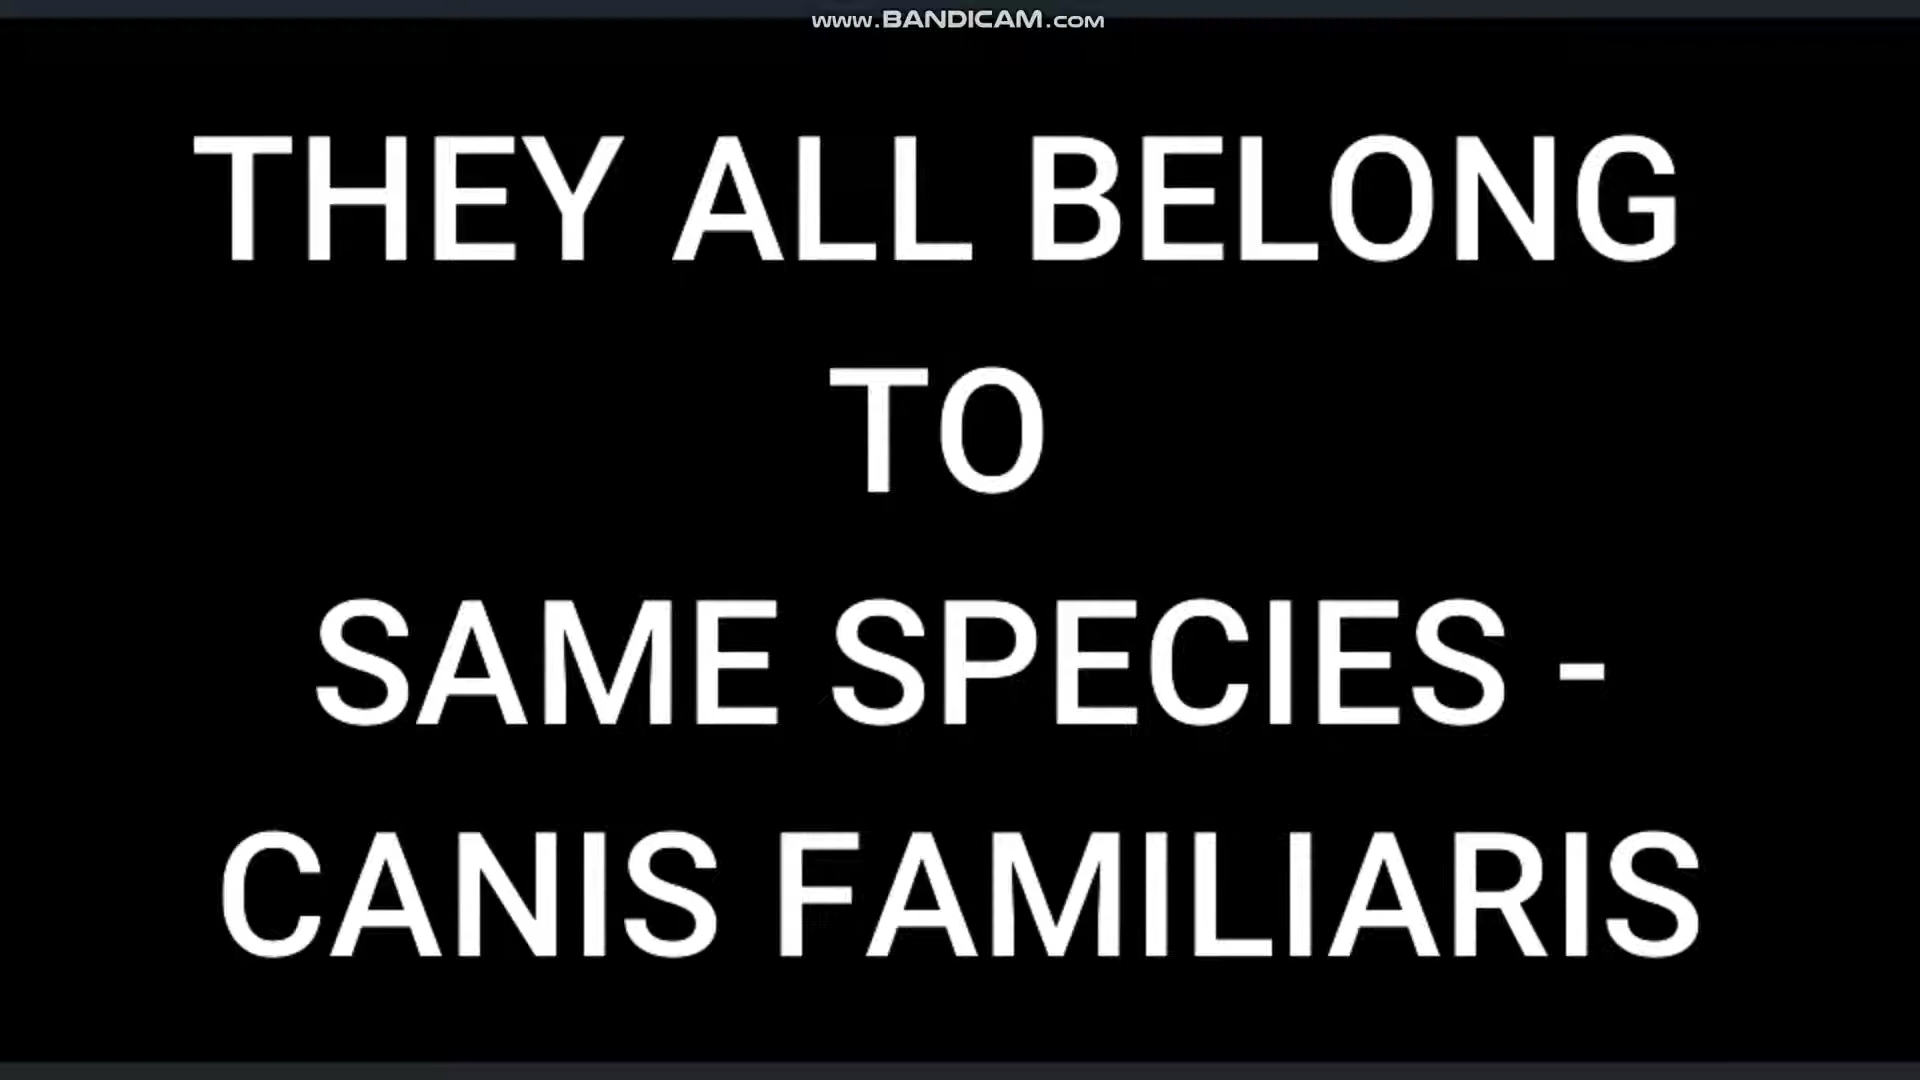 www.BANDICAM.com
THEY ALL BELONG
TO
SAME SPECIES -
CANIS FAMILIARIS